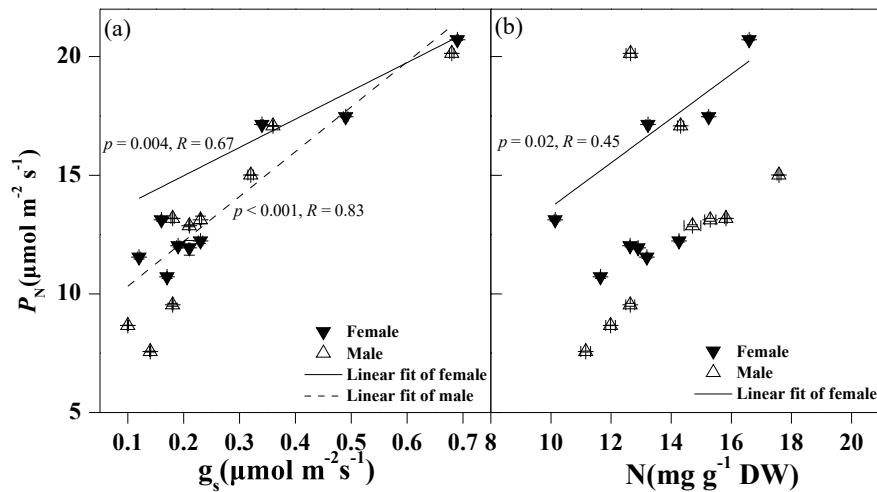 (a)
(b)
20
15
10
5
P_N(μmol m⁻² s⁻¹)
p = 0.004, R = 0.67
p < 0.001, R = 0.83
Female
Male
Linear fit of female
Linear fit of male
p = 0.02, R = 0.45
Female
Male
Linear fit of female
0.1 0.2 0.3 0.4 0.5 0.6 0.7
10 12 14 16 18 20
g_s(μmol m⁻²s⁻¹)
N(mg g⁻¹ DW)